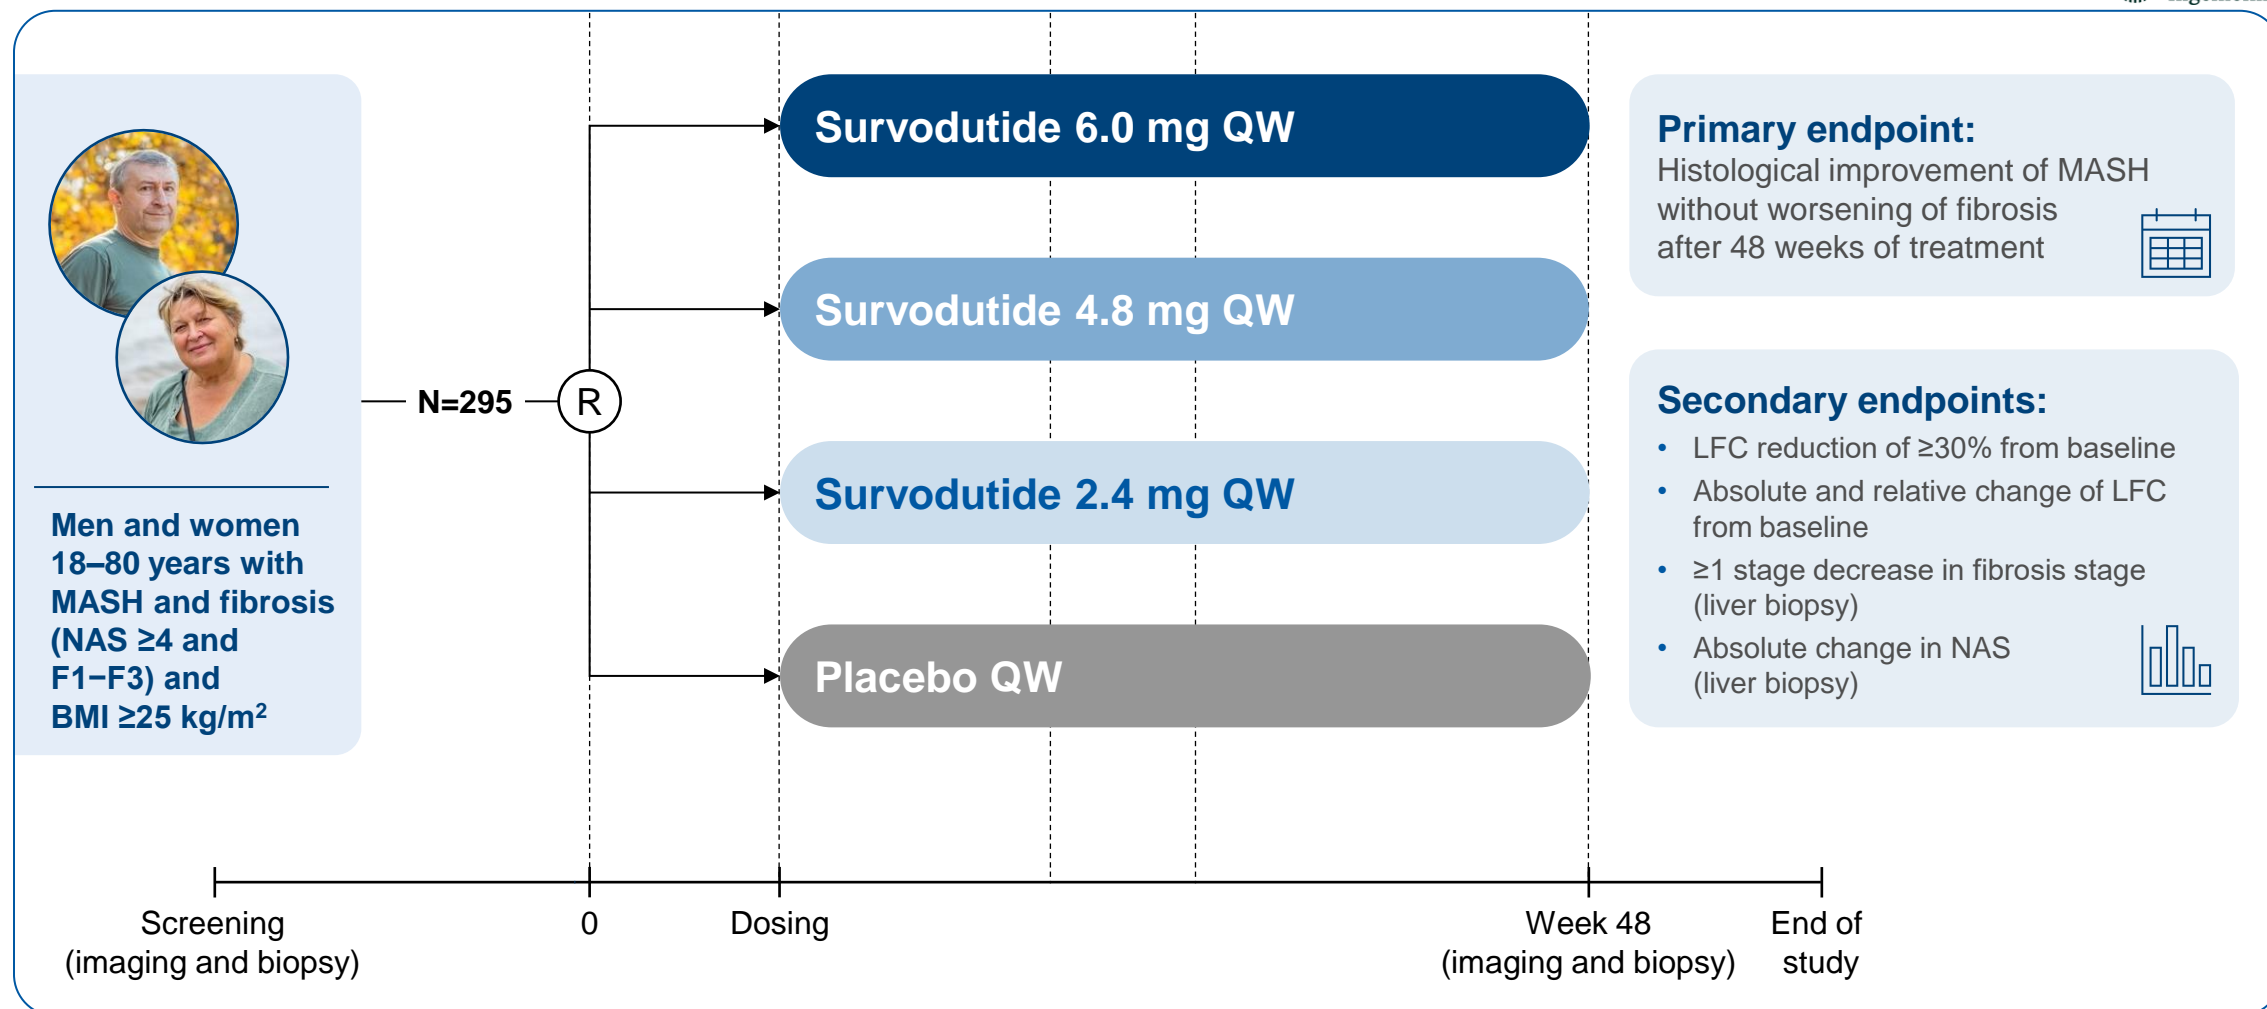 Men and women
18–80 years with
MASH and fibrosis
(NAS ≥4 and
F1–F3) and
BMI ≥25 kg/m²
N=295
R
Survodutide 6.0 mg QW
Survodutide 4.8 mg QW
Survodutide 2.4 mg QW
Placebo QW
Primary endpoint:
Histological improvement of MASH
without worsening of fibrosis
after 48 weeks of treatment
Secondary endpoints:
• LFC reduction of ≥30% from baseline
• Absolute and relative change of LFC
from baseline
• ≥1 stage decrease in fibrosis stage
(liver biopsy)
• Absolute change in NAS
(liver biopsy)
Screening
(imaging and biopsy)
0
Dosing
Week 48
(imaging and biopsy)
End of
study